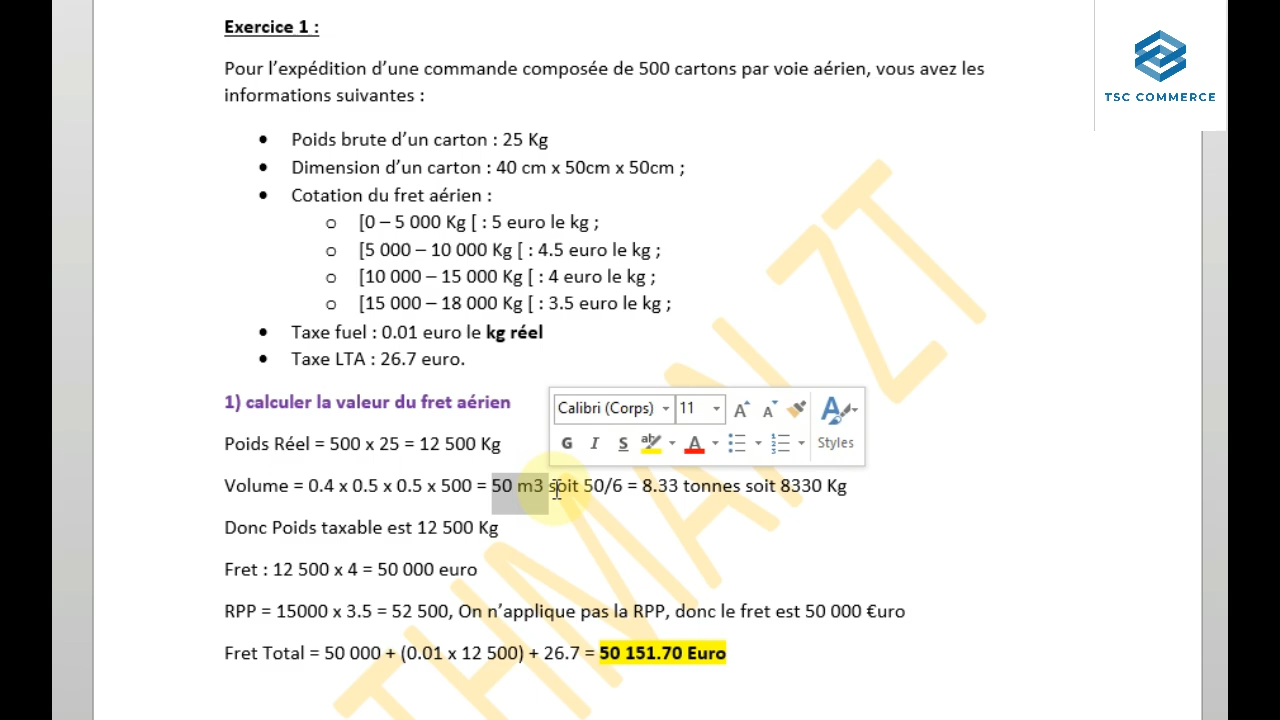 Exercice 1 :
TSC COMMERCE
Pour l'expédition d'une commande composée de 500 cartons par voie aérien, vous avez les
informations suivantes :
• Poids brute d'un carton : 25 Kg
• Dimension d'un carton : 40 cm x 50cm x 50cm ;
• Cotation du fret aérien :
o [0 – 5 000 Kg [ : 5 euro le kg ;
o [5 000 – 10 000 Kg [ : 4.5 euro le kg ;
o [10 000 – 15 000 Kg [ : 4 euro le kg ;
o [15 000 – 18 000 Kg [ : 3.5 euro le kg ;
• Taxe fuel : 0.01 euro le kg réel
• Taxe LTA : 26.7 euro.
1) calculer la valeur du fret aérien
Calibri (Corps) 11 A A
G I S ab A Styles
Poids Réel = 500 x 25 = 12 500 Kg
Volume = 0.4 x 0.5 x 0.5 x 500 = 50 m3 soit 50/6 = 8.33 tonnes soit 8330 Kg
Donc Poids taxable est 12 500 Kg
Fret : 12 500 x 4 = 50 000 euro
RPP = 15000 x 3.5 = 52 500, On n'applique pas la RPP, donc le fret est 50 000 €uro
Fret Total = 50 000 + (0.01 x 12 500) + 26.7 = 50 151.70 Euro
THMAN ZT